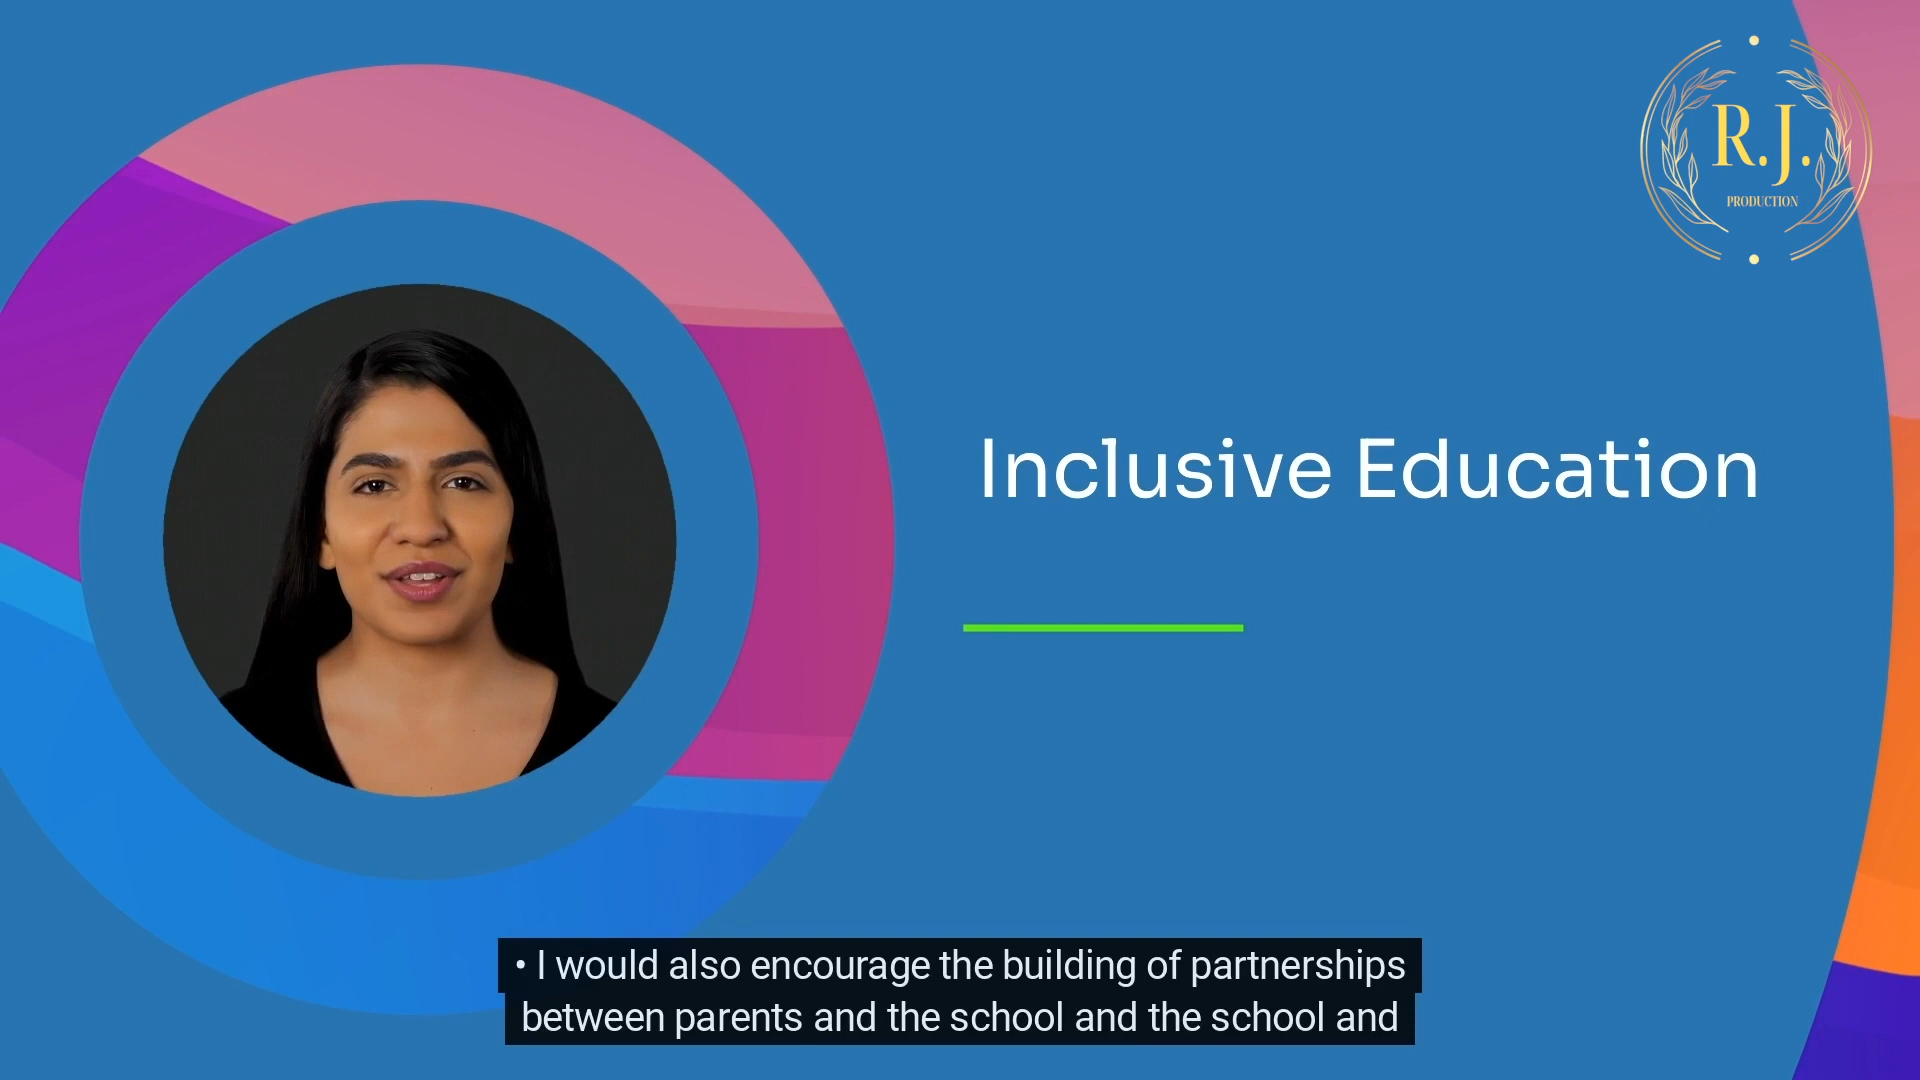 R.J.
PRODUCTION
Inclusive Education
• I would also encourage the building of partnerships
between parents and the school and the school and